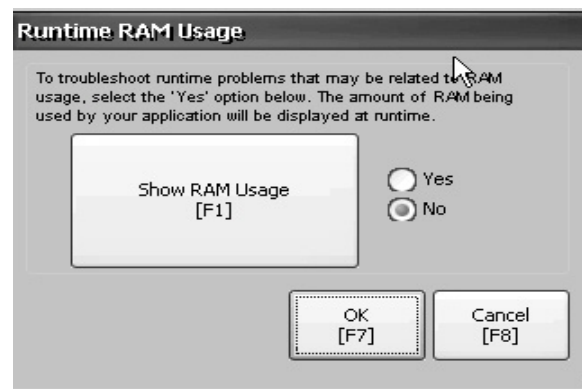 Runtime RAM Usage
To troubleshoot runtime problems that may be related to RAM
usage, select the 'Yes' option below. The amount of RAM being
used by your application will be displayed at runtime.
Show RAM Usage
[F1]
Yes
No
OK
[F7]
Cancel
[F8]